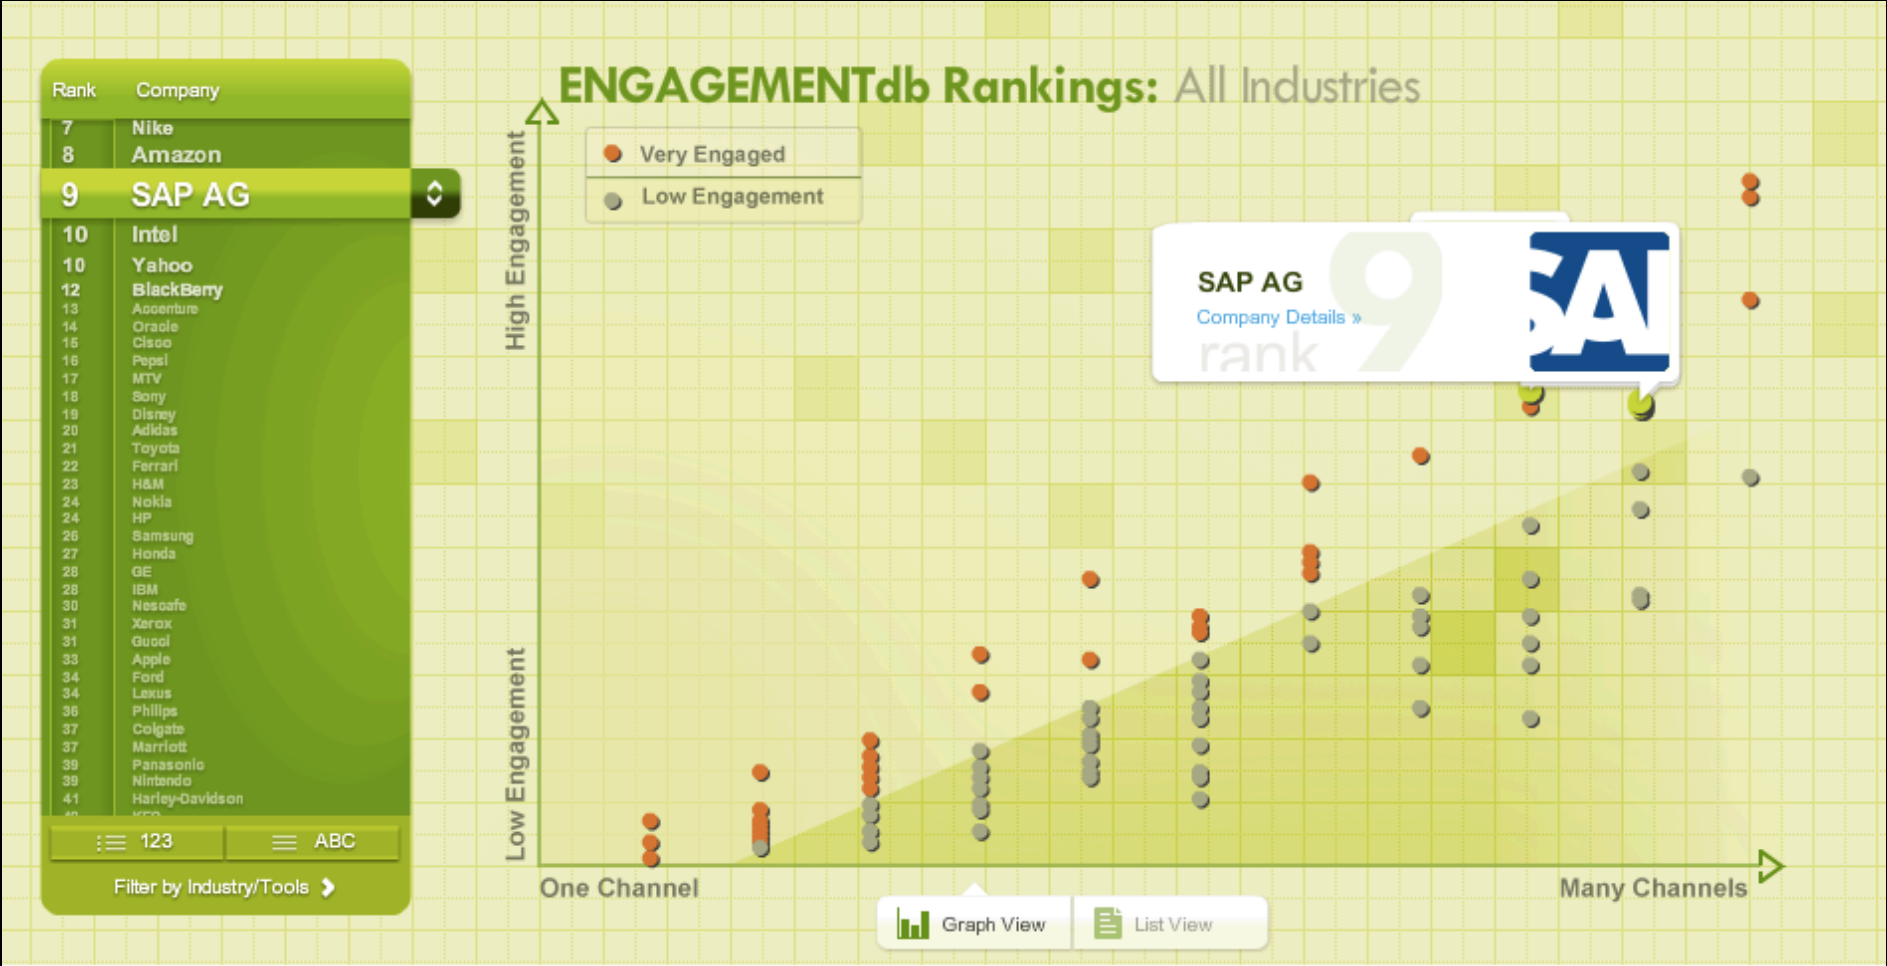 Rank Company
7 Nike
8 Amazon
9 SAP AG
10 Intel
10 Yahoo
12 BlackBerry
13 Accenture
14 Oracle
15 Cisco
16 Pepsi
17 MTV
18 Sony
19 Disney
20 Adidas
21 Toyota
22 Ferrari
23 H&M
24 Nokia
24 HP
26 Samsung
27 Honda
28 GE
28 IBM
30 Nescafe
31 Xerox
31 Gucci
33 Apple
34 Ford
34 Lexus
36 Philips
37 Colgate
37 Marriott
39 Panasonic
39 Nintendo
41 Harley-Davidson
123 ABC
Filter by Industry/Tools
ENGAGEMENTdb Rankings: All Industries
High Engagement
Low Engagement
Very Engaged
Low Engagement
SAP AG
Company Details »
rank 9
SAP
One Channel
Many Channels
Graph View
List View